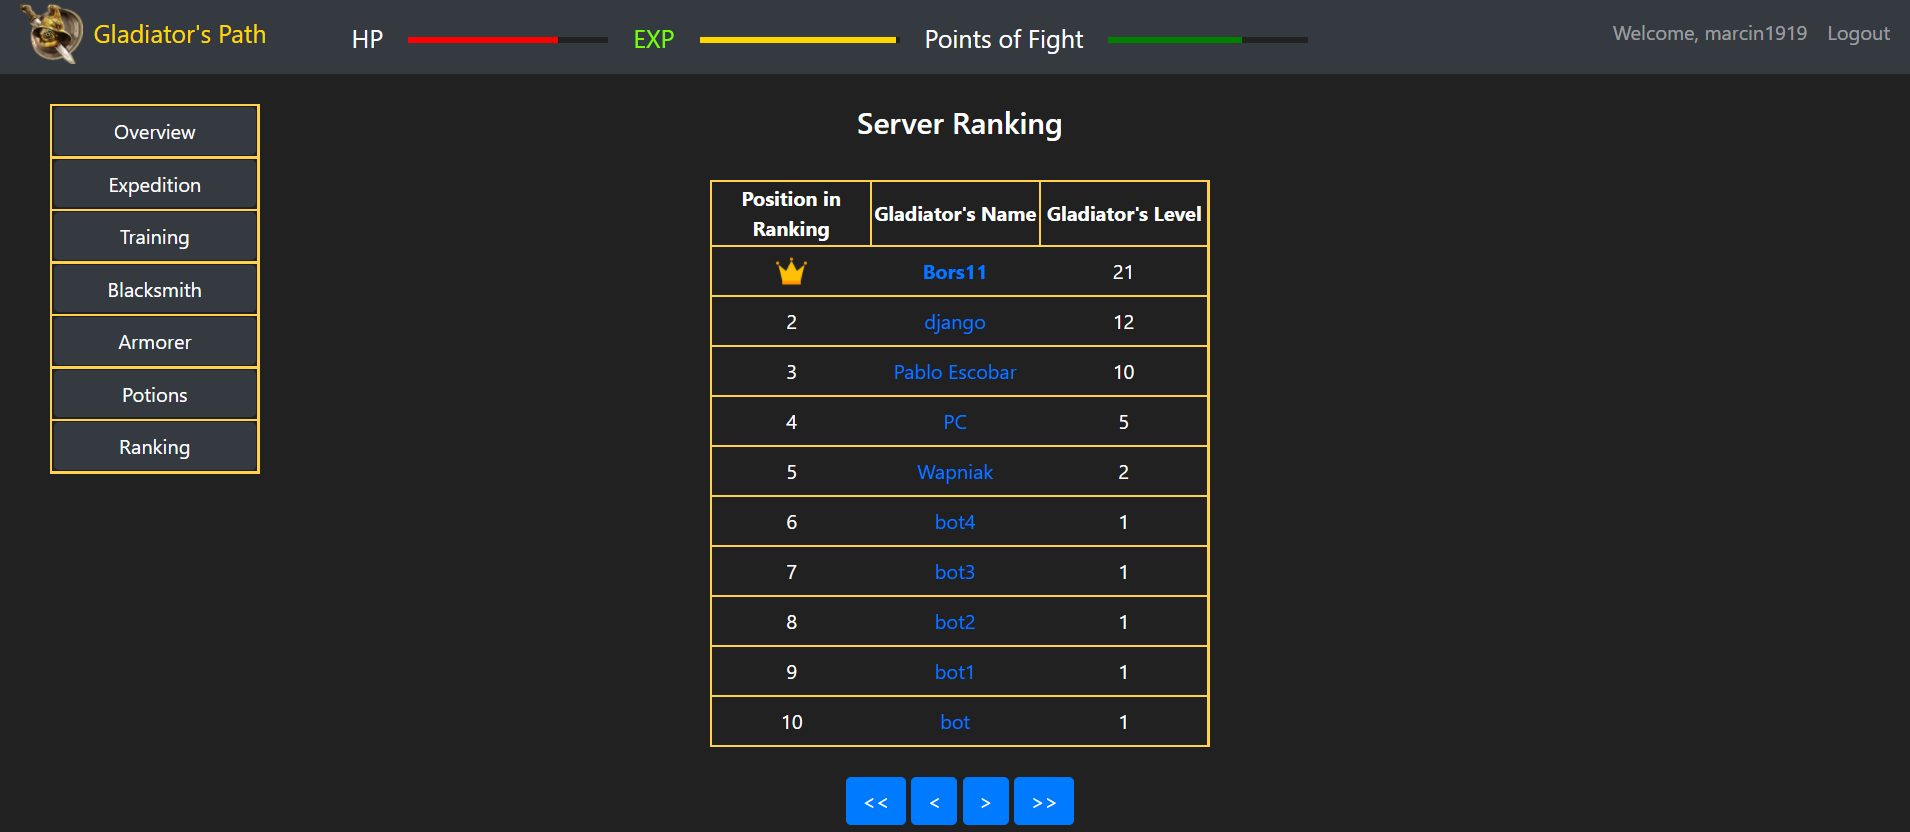 Gladiator's Path HP EXP Points of Fight Welcome, marcin1919 Logout
Overview
Expedition
Training
Blacksmith
Armorer
Potions
Ranking
Server Ranking
Position in Ranking Gladiator's Name Gladiator's Level
Bors11 21
2 django 12
3 Pablo Escobar 10
4 PC 5
5 Wapniak 2
6 bot4 1
7 bot3 1
8 bot2 1
9 bot1 1
10 bot 1
<< < > >>